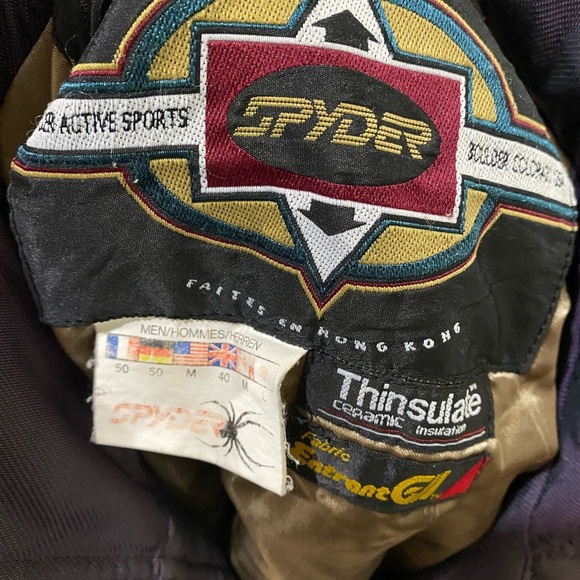 SPYDER
ER ACTIVE SPORTS
BOULDER COLORADO
FAITES EN HONG KONG
MEN/HOMMES/HERREN
50 50 M 40 M L
SPYDER
Thinsulate™
CERAMIC Insulation
Fabric
Entrant GII